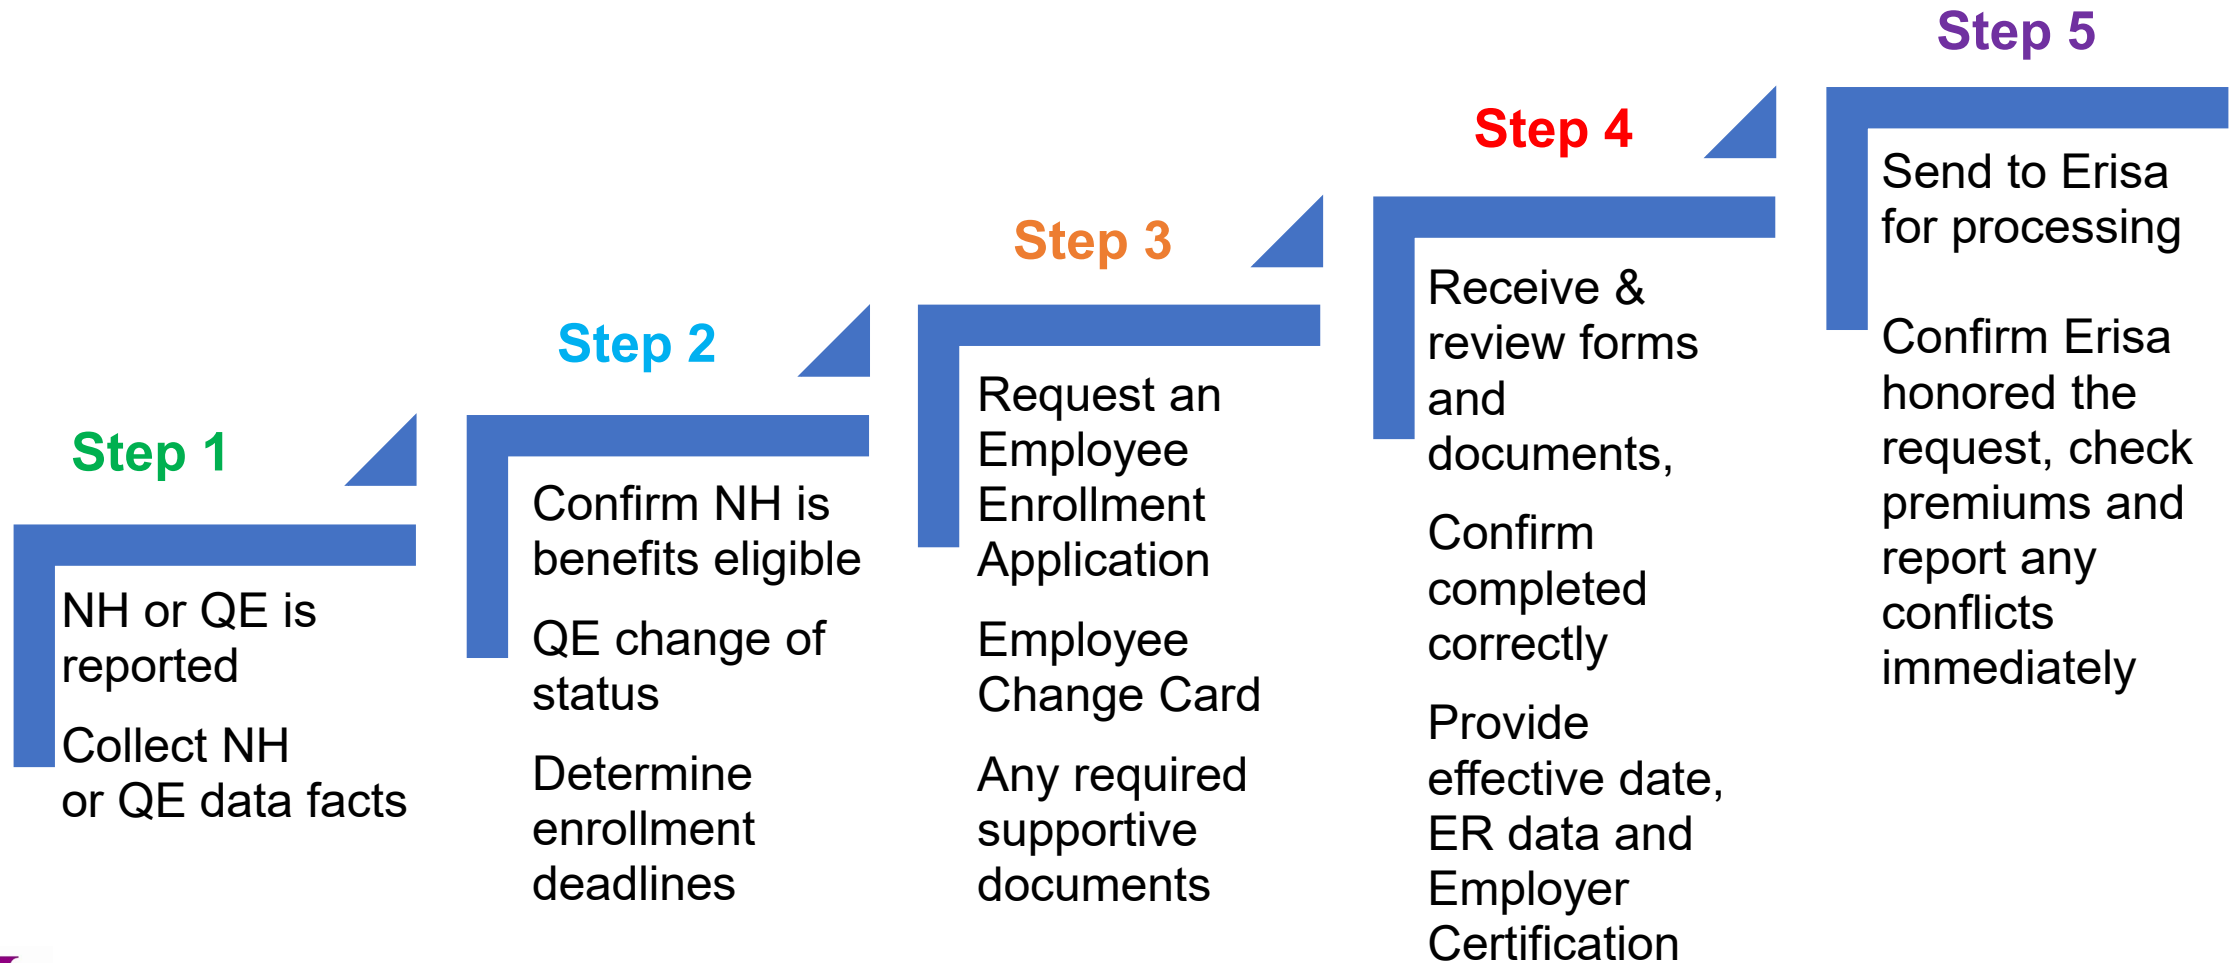 Step 1
NH or QE is
reported
Collect NH
or QE data facts
Step 2
Confirm NH is
benefits eligible
QE change of
status
Determine
enrollment
deadlines
Step 3
Request an
Employee
Enrollment
Application
Employee
Change Card
Any required
supportive
documents
Step 4
Receive &
review forms
and
documents,
Confirm
completed
correctly
Provide
effective date,
ER data and
Employer
Certification
Step 5
Send to Erisa
for processing
Confirm Erisa
honored the
request, check
premiums and
report any
conflicts
immediately